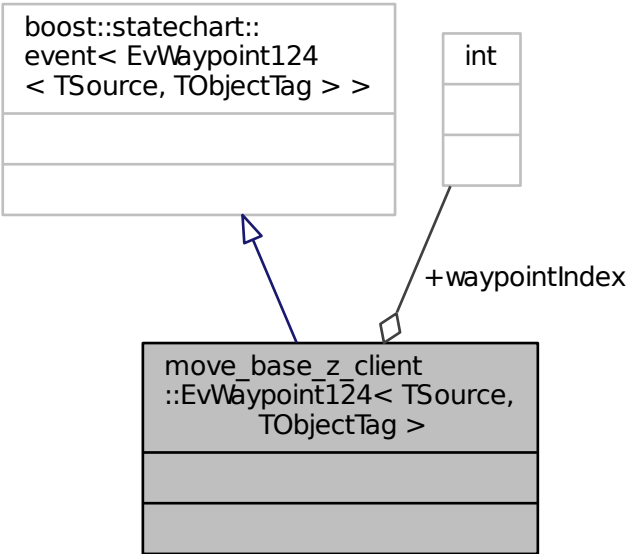 boost::statechart::
event< EvWaypoint124
< TSource, TObjectTag > >
int
+waypointIndex
move_base_z_client
::EvWaypoint124< TSource,
TObjectTag >